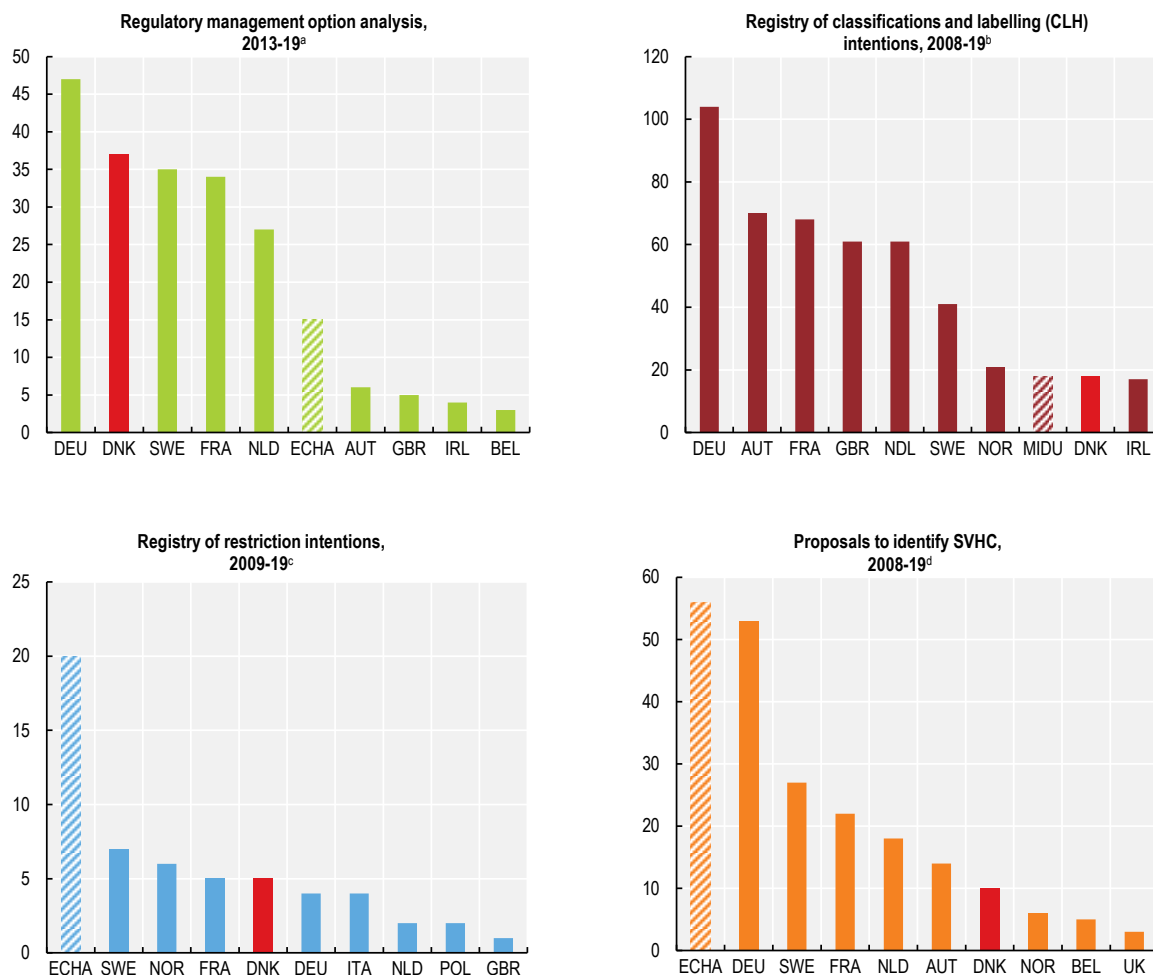 Regulatory management option analysis,
2013-19ᵃ
50
45
40
35
30
25
20
15
10
5
0
DEU DNK SWE FRA NLD ECHA AUT GBR IRL BEL
Registry of classifications and labelling (CLH)
intentions, 2008-19ᵇ
120
100
80
60
40
20
0
DEU AUT FRA GBR NDL SWE NOR MIDU DNK IRL
Registry of restriction intentions,
2009-19ᶜ
25
20
15
10
5
0
ECHA SWE NOR FRA DNK DEU ITA NLD POL GBR
Proposals to identify SVHC,
2008-19ᵈ
60
50
40
30
20
10
0
ECHA DEU SWE FRA NLD AUT DNK NOR BEL UK